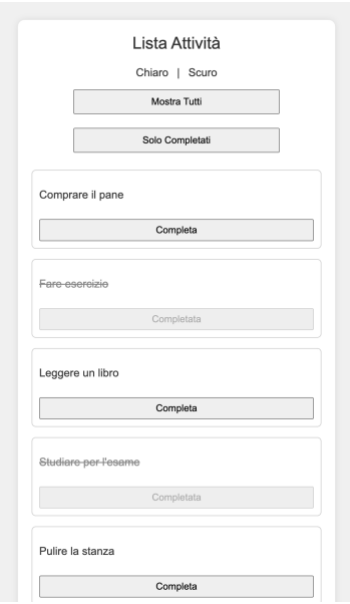 Lista Attività
Chiaro | Scuro
Mostra Tutti
Solo Completati
Comprare il pane
Completa
Fare esercizio
Completata
Leggere un libro
Completa
Studiare per l'esame
Completata
Pulire la stanza
Completa